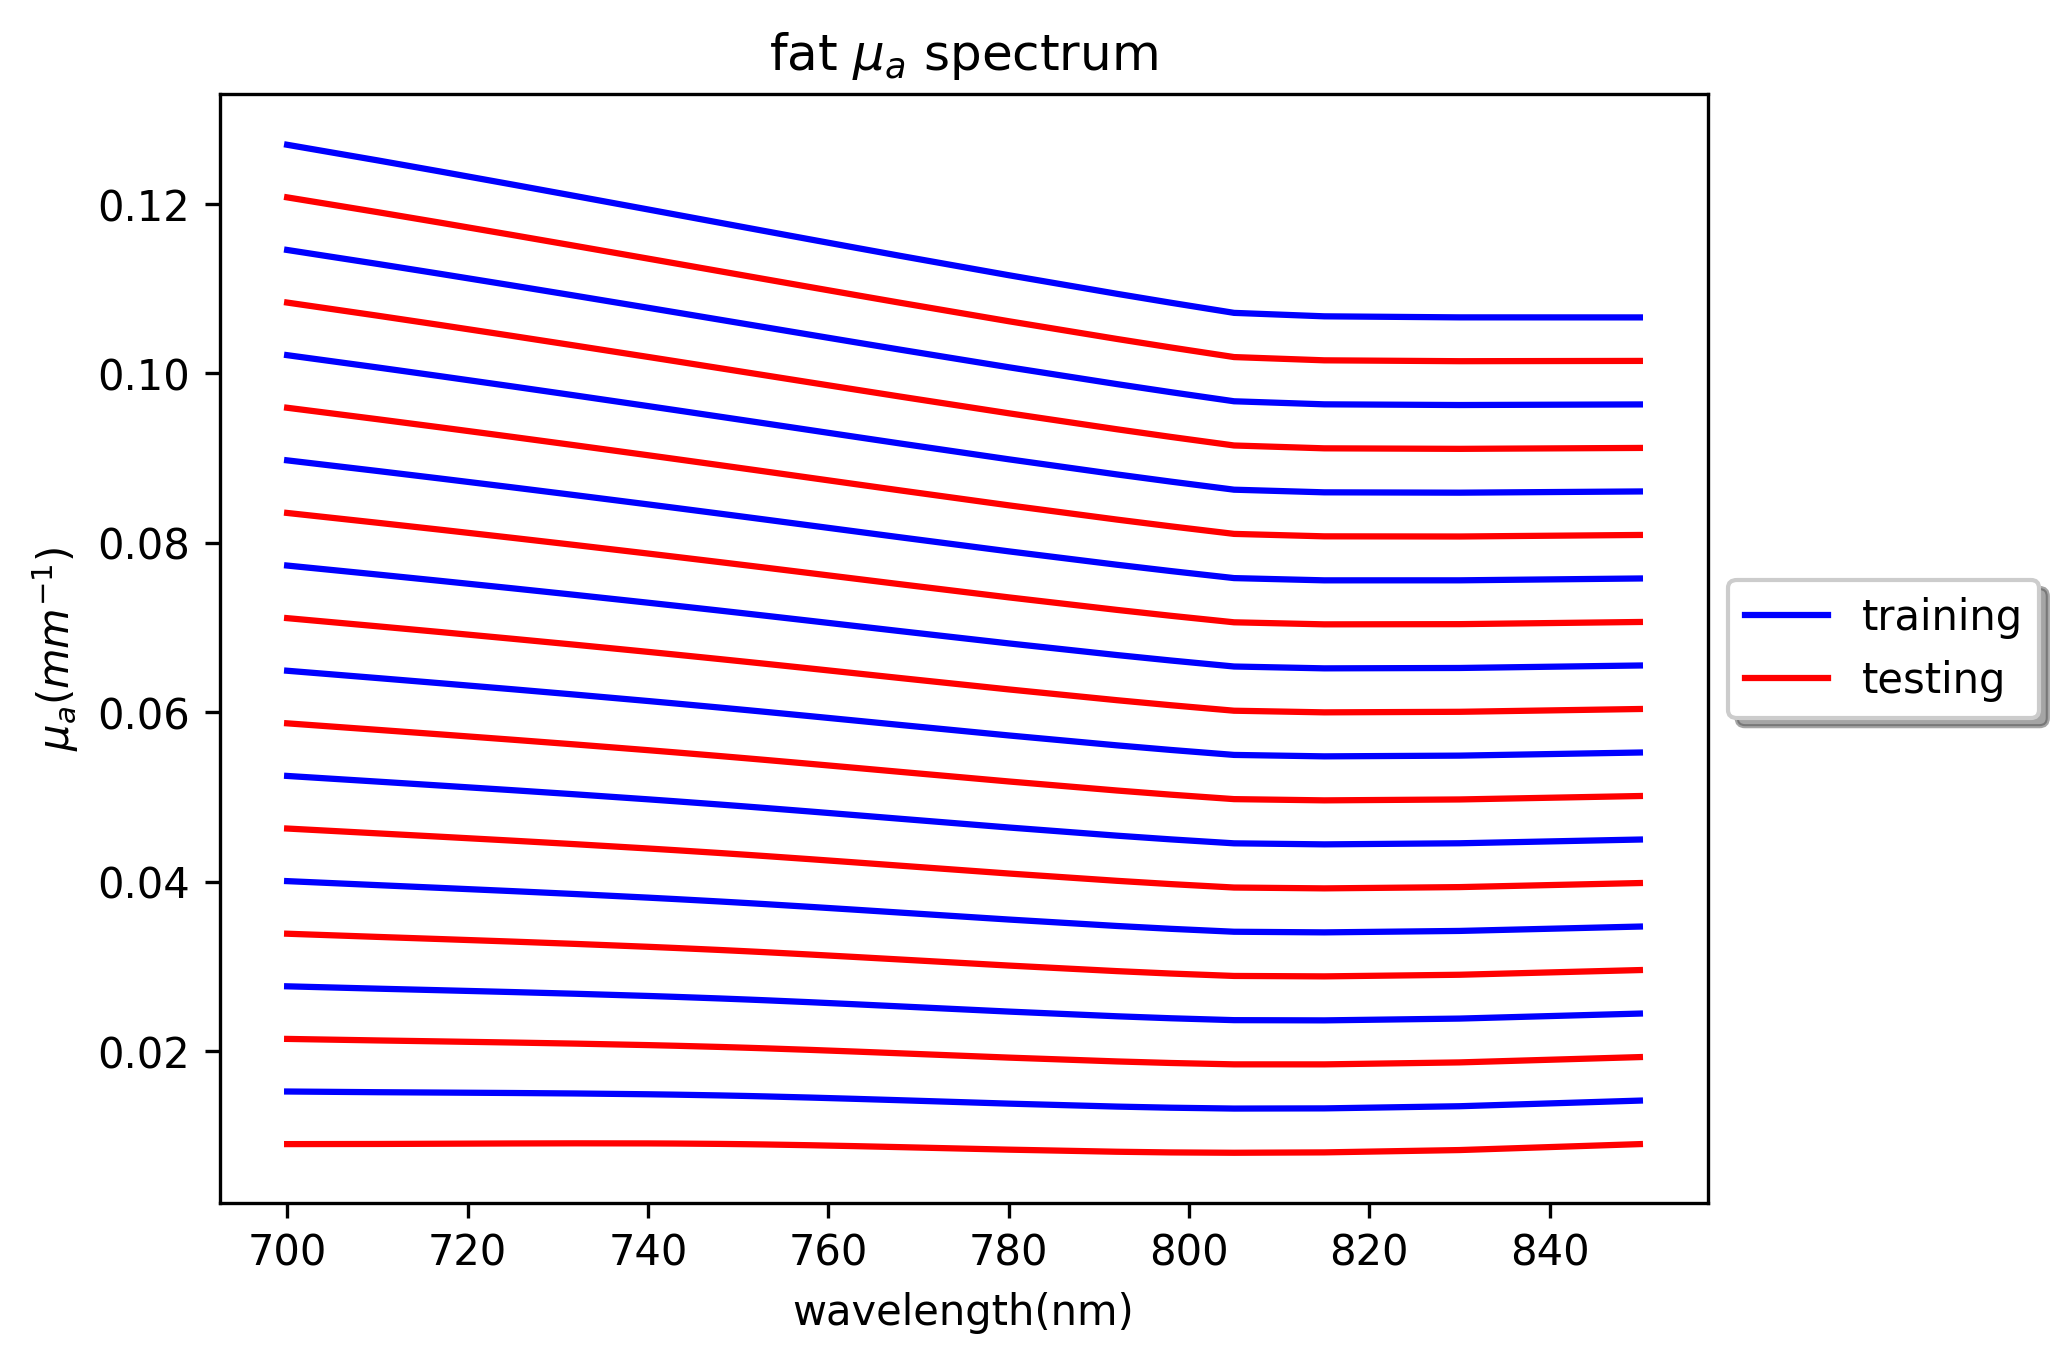 fat μₐ spectrum
μₐ(mm⁻¹)
0.12
0.10
0.08
0.06
0.04
0.02
700 720 740 760 780 800 820 840
wavelength(nm)
training
testing